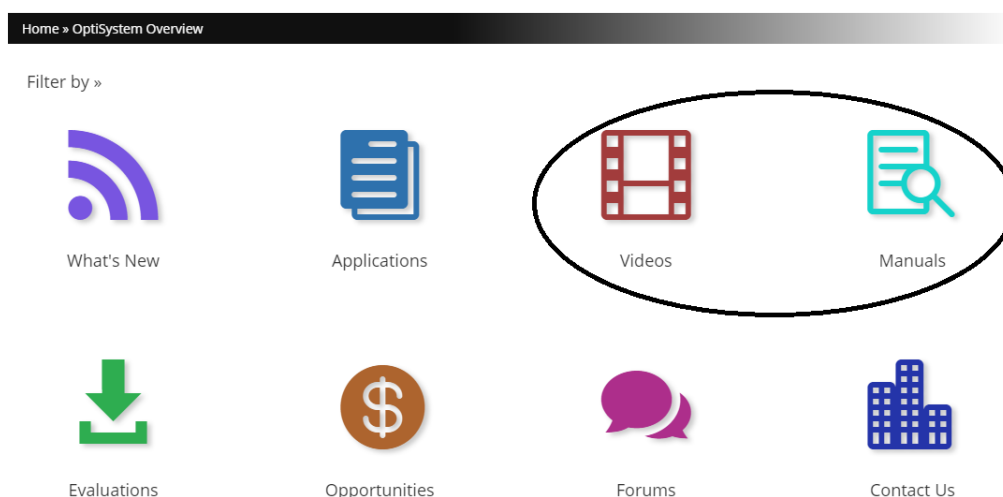 Home » OptiSystem Overview
Filter by »
What's New
Applications
Videos
Manuals
Evaluations
Opportunities
Forums
Contact Us